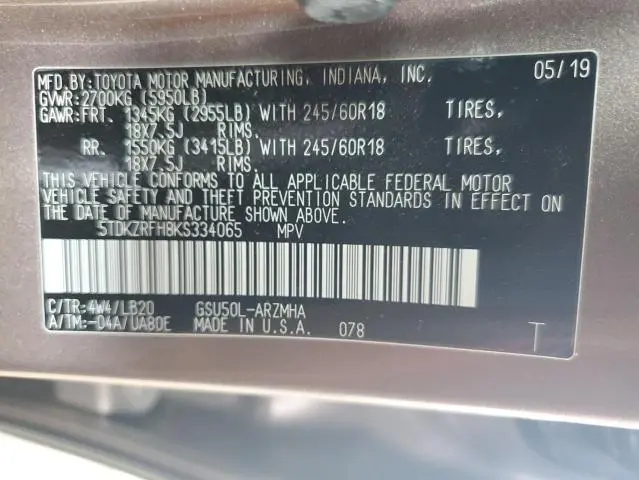 MFD.BY:TOYOTA MOTOR MANUFACTURING, INDIANA, INC. 05/19
GVWR:2700KG (5950LB)
GAWR:FRT. 1345KG (2955LB) WITH 245/60R18 TIRES,
18X7.5J RIMS.
RR. 1550KG (3415LB) WITH 245/60R18 TIRES,
18X7.5J RIMS.
THIS VEHICLE CONFORMS TO ALL APPLICABLE FEDERAL MOTOR
VEHICLE SAFETY AND THEFT PREVENTION STANDARDS IN EFFECT ON
THE DATE OF MANUFACTURE SHOWN ABOVE.
5TDKZRFH8KS334065 MPV
C/TR:4W4/LB20 GSU50L-ARZMHA
A/TM:-04A/UA80E MADE IN U.S.A. 078 T